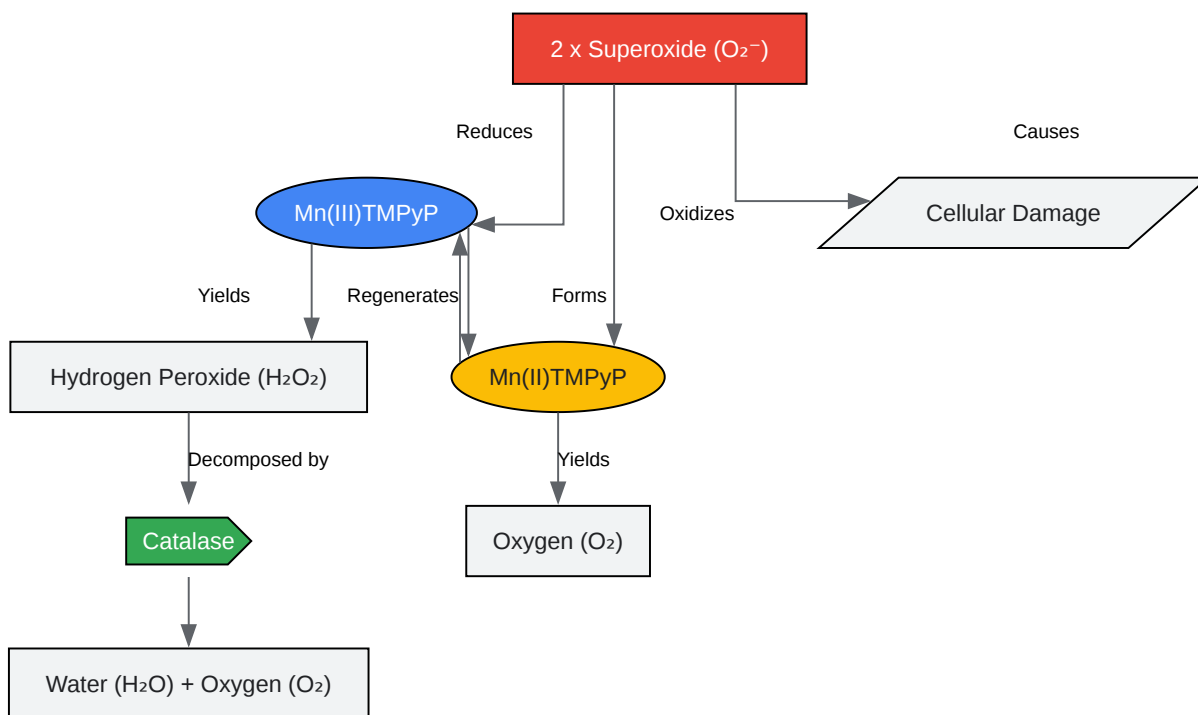 2 x Superoxide (O₂⁻)
Reduces
Causes
Mn(III)TMPyP
Oxidizes
Cellular Damage
Yields
Regenerates
Forms
Hydrogen Peroxide (H₂O₂)
Mn(II)TMPyP
Decomposed by
Yields
Catalase
Oxygen (O₂)
Water (H₂O) + Oxygen (O₂)